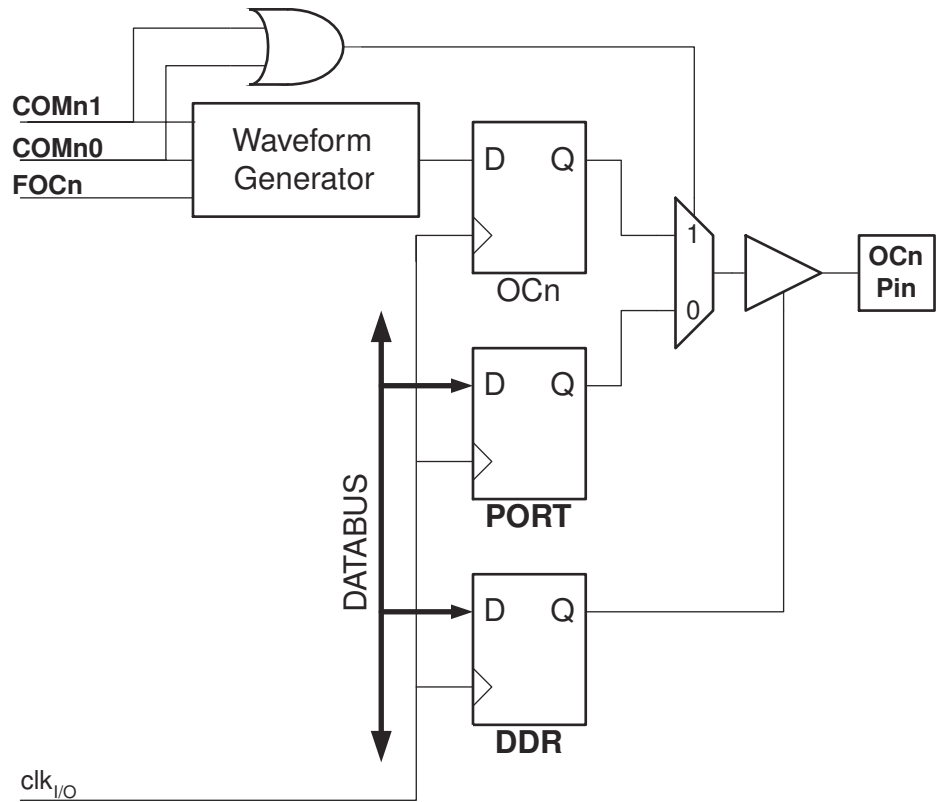 COMn1
COMn0
FOCn
Waveform
Generator
D Q
OCn
1
0
OCn
Pin
D Q
PORT
DATABUS
D Q
DDR
clkI/O